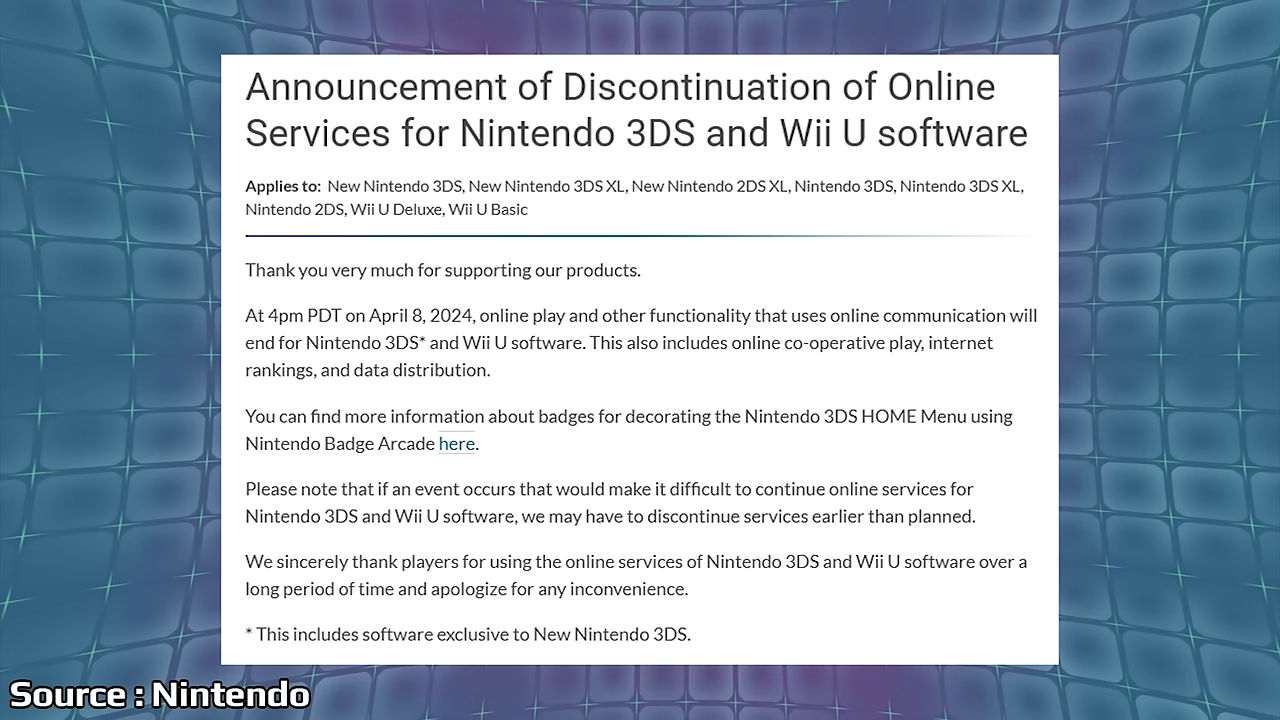 Announcement of Discontinuation of Online
Services for Nintendo 3DS and Wii U software
Applies to: New Nintendo 3DS, New Nintendo 3DS XL, New Nintendo 2DS XL, Nintendo 3DS, Nintendo 3DS XL,
Nintendo 2DS, Wii U Deluxe, Wii U Basic
Thank you very much for supporting our products.
At 4pm PDT on April 8, 2024, online play and other functionality that uses online communication will
end for Nintendo 3DS* and Wii U software. This also includes online co-operative play, internet
rankings, and data distribution.
You can find more information about badges for decorating the Nintendo 3DS HOME Menu using
Nintendo Badge Arcade here.
Please note that if an event occurs that would make it difficult to continue online services for
Nintendo 3DS and Wii U software, we may have to discontinue services earlier than planned.
We sincerely thank players for using the online services of Nintendo 3DS and Wii U software over a
long period of time and apologize for any inconvenience.
* This includes software exclusive to New Nintendo 3DS.
Source : Nintendo